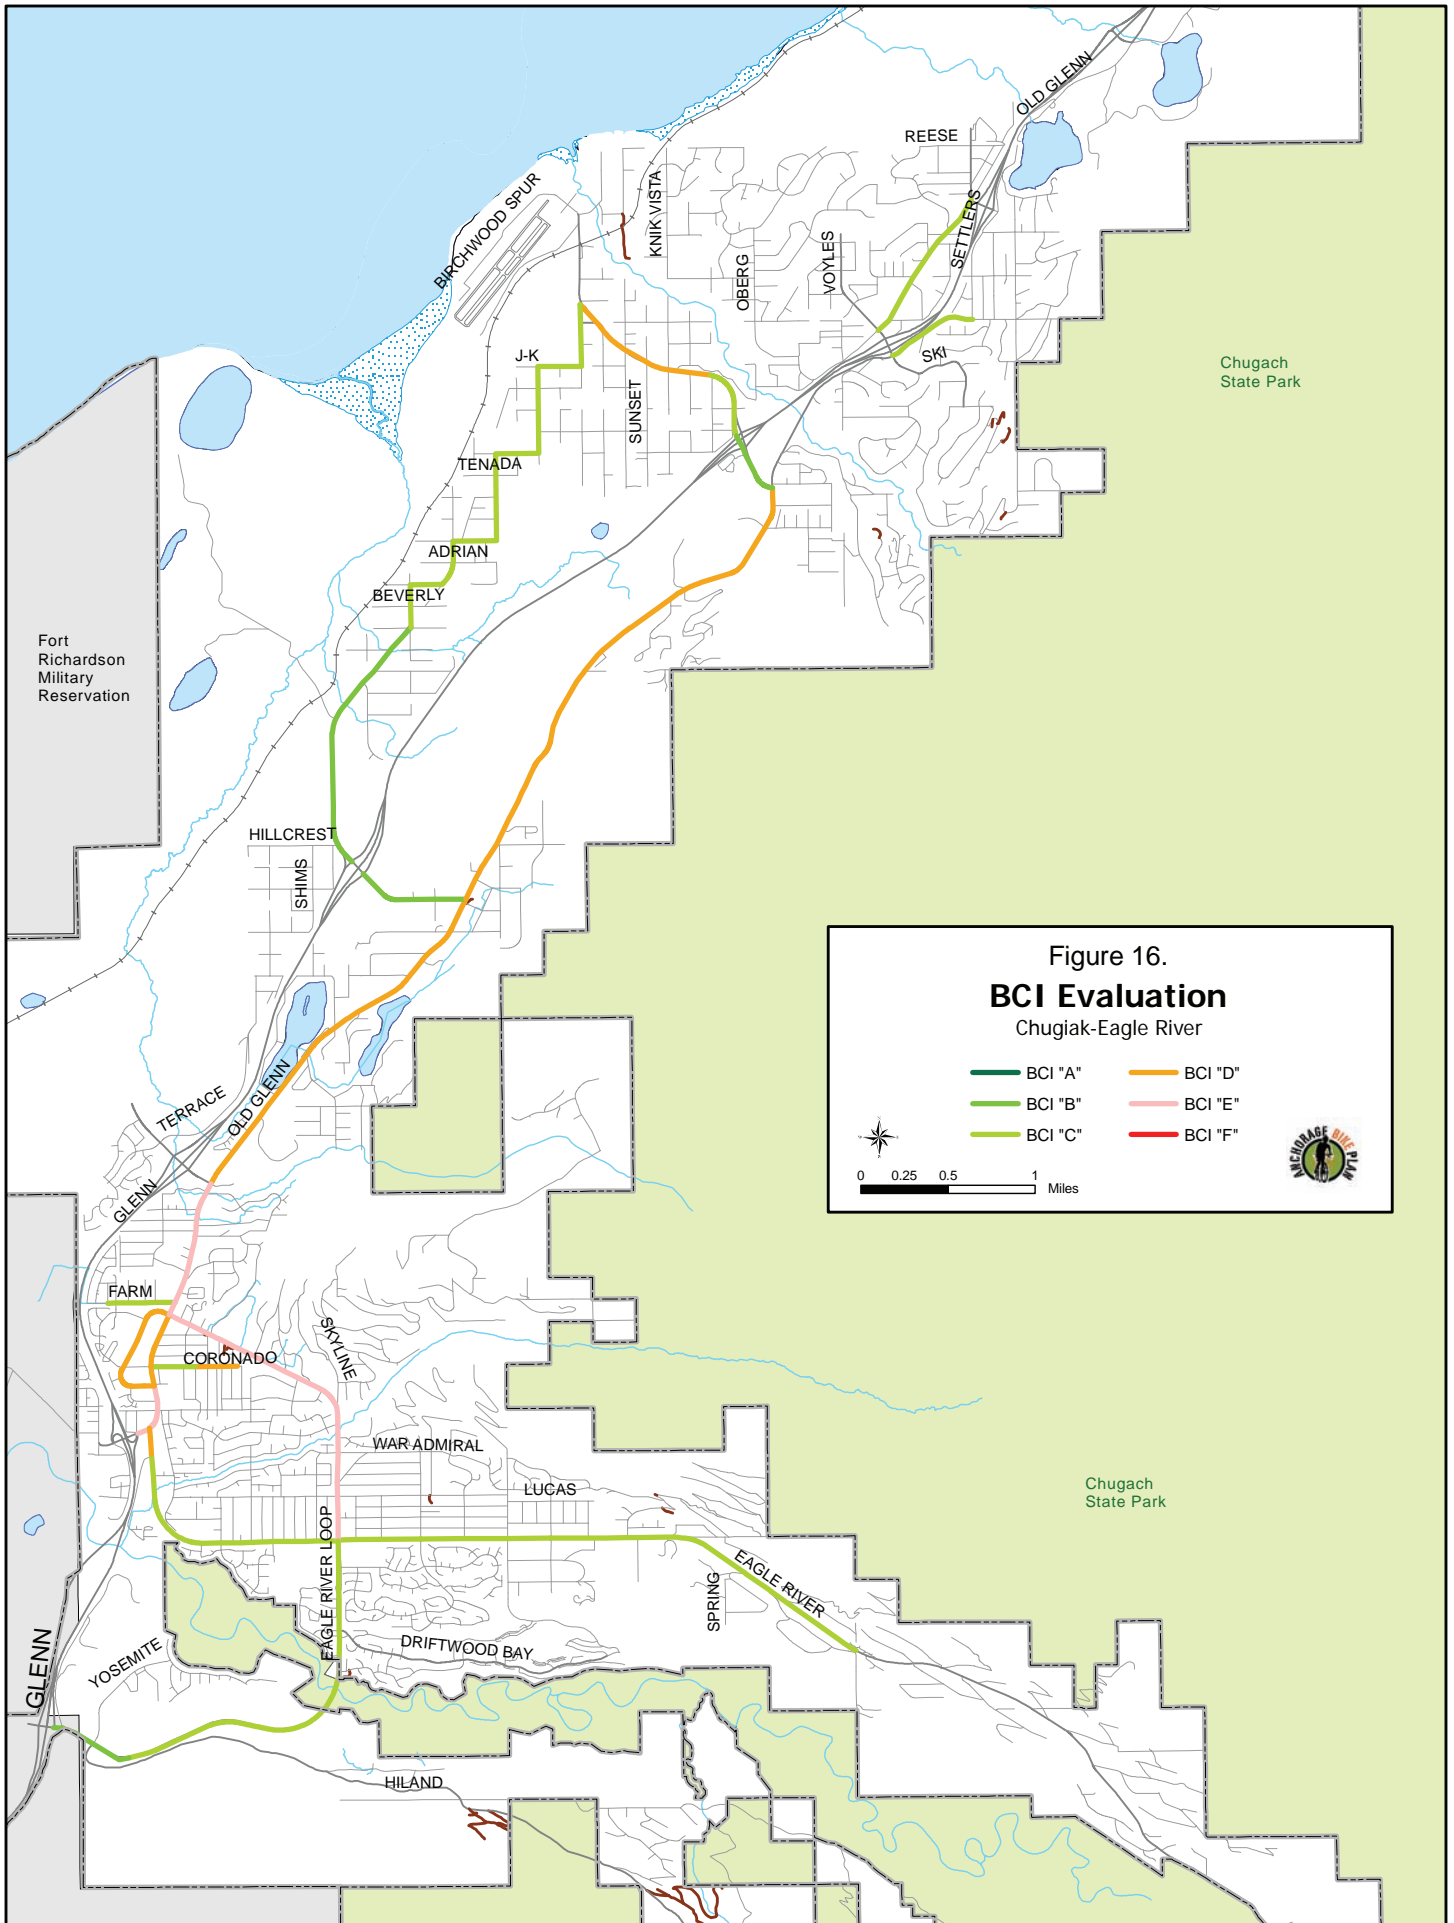 OLD GLENN
REESE
KNIK VISTA
BIRCHWOOD SPUR
SETTLERS
VOYLES
OBERG
J-K
SKI
Chugach
State Park
SUNSET
TENADA
ADRIAN
BEVERLY
Fort
Richardson
Military
Reservation
HILLCREST
SHIMS
Figure 16.
BCI Evaluation
Chugiak-Eagle River
BCI "A"
BCI "D"
BCI "B"
BCI "E"
BCI "C"
BCI "F"
0 0.25 0.5 1
Miles
ANCHORAGE BIKE PLAN
TERRACE
OLD GLENN
GLENN
FARM
SKYLINE
CORONADO
WAR ADMIRAL
LUCAS
Chugach
State Park
EAGLE RIVER LOOP
EAGLE RIVER
SPRING
GLENN
YOSEMITE
DRIFTWOOD BAY
HILAND